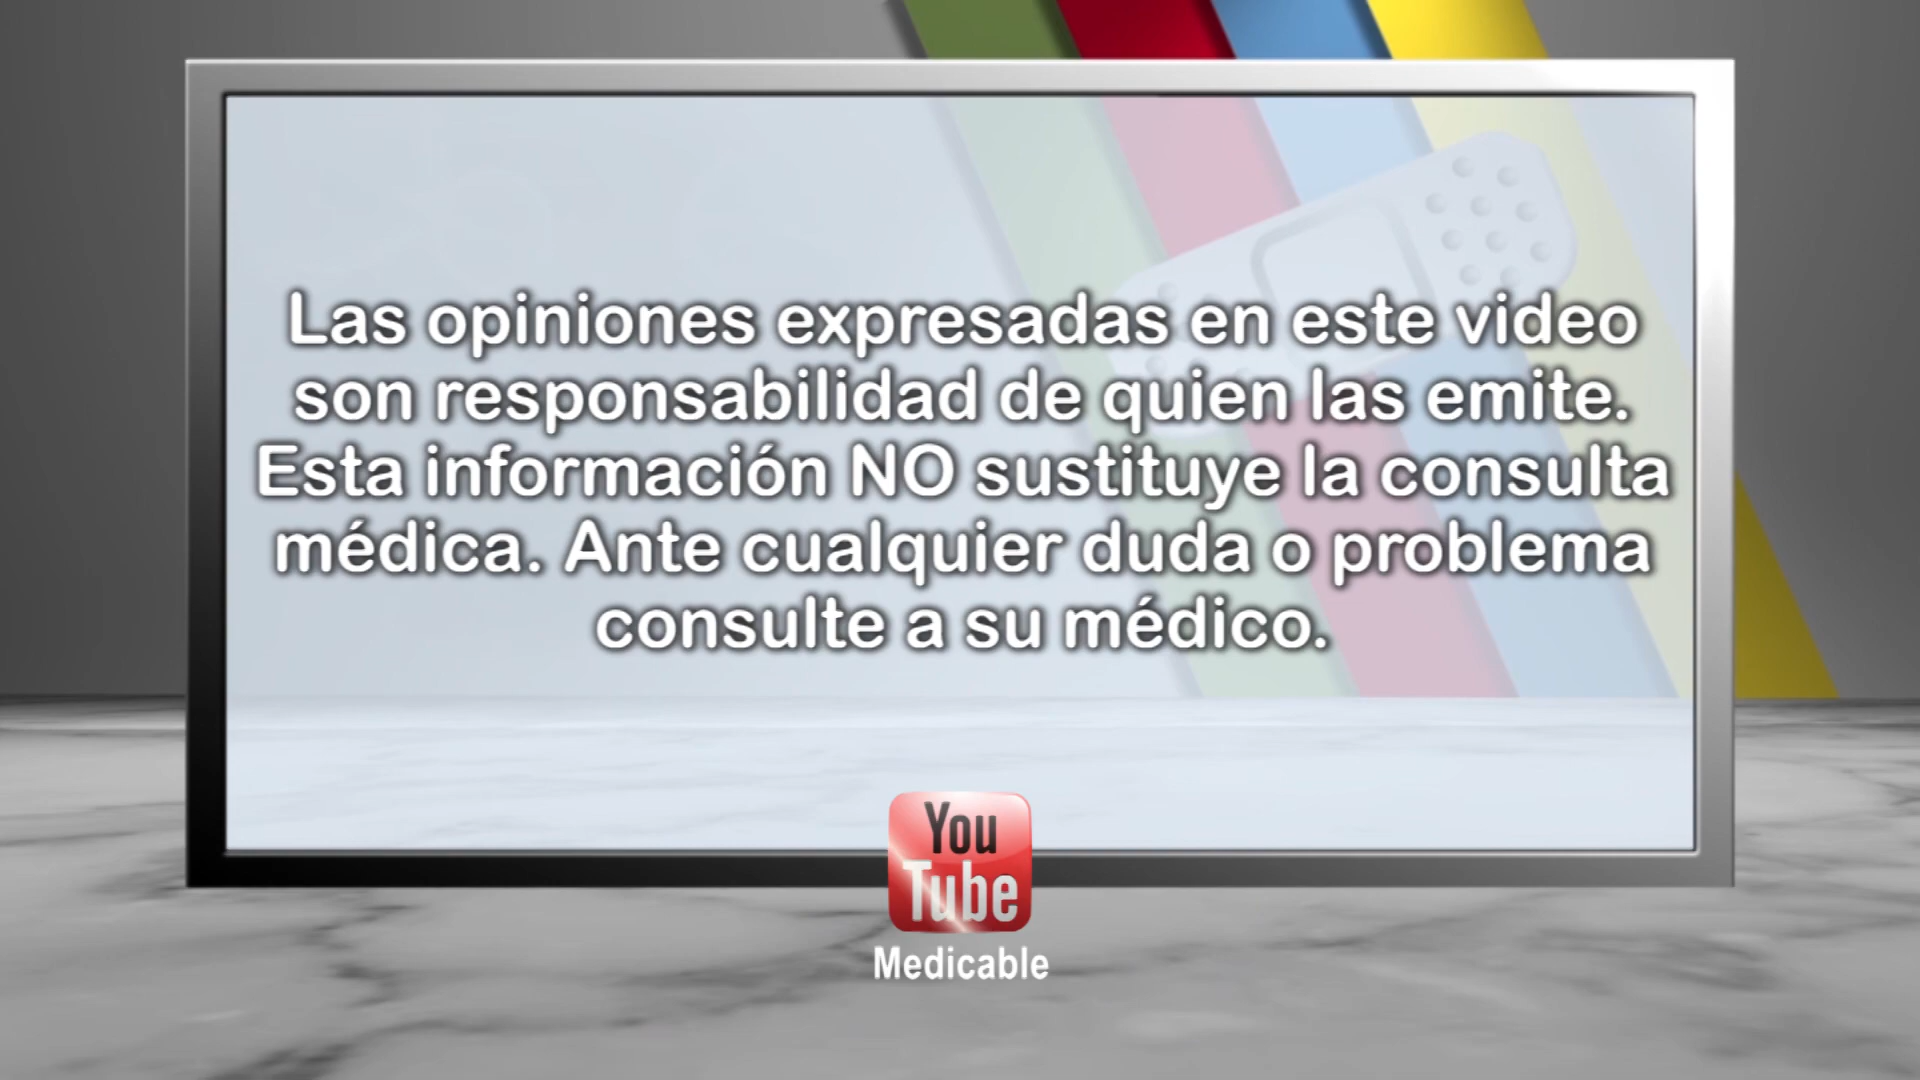 Las opiniones expresadas en este video
son responsabilidad de quien las emite.
Esta información NO sustituye la consulta
médica. Ante cualquier duda o problema
consulte a su médico.
You
Tube
Medicable